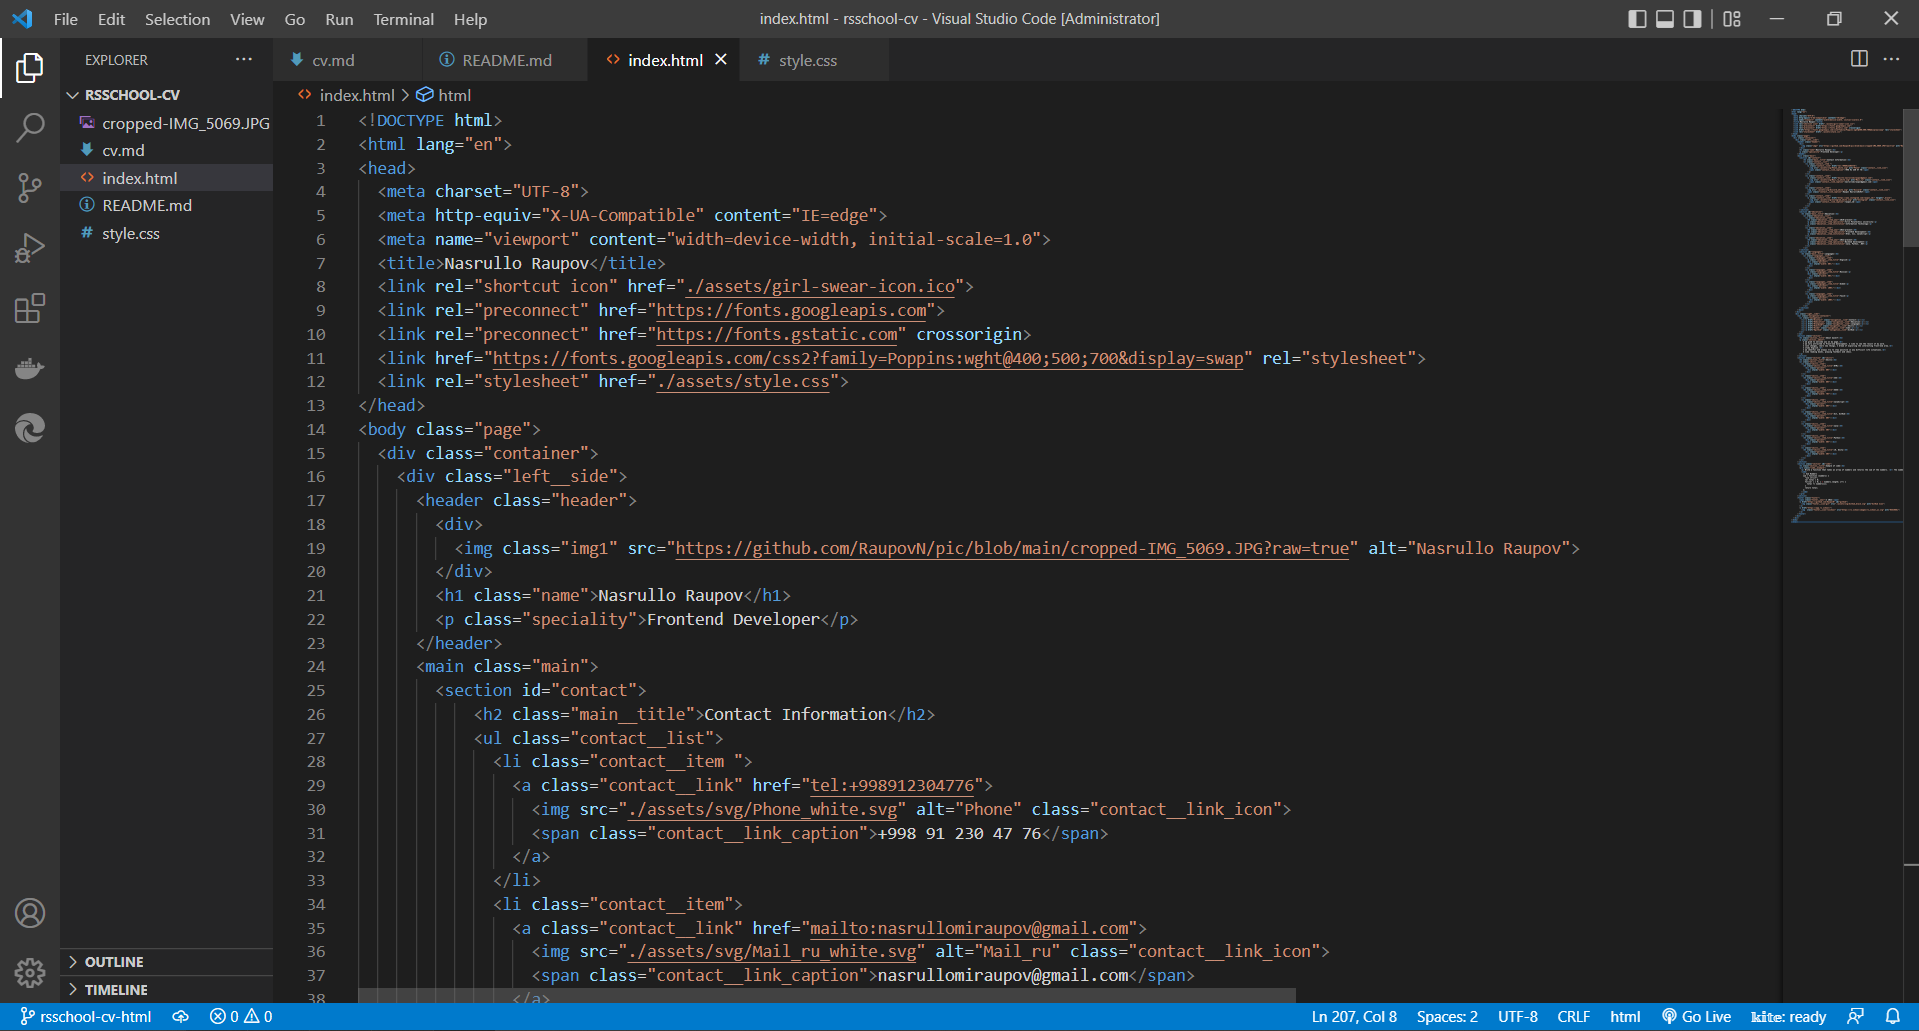 File Edit Selection View Go Run Terminal Help
index.html - rsschool-cv - Visual Studio Code [Administrator]
EXPLORER
RSSCHOOL-CV
cropped-IMG_5069.JPG
cv.md
index.html
README.md
style.css
OUTLINE
TIMELINE
cv.md README.md index.html style.css
index.html > html
1 <!DOCTYPE html>
2 <html lang="en">
3 <head>
4 <meta charset="UTF-8">
5 <meta http-equiv="X-UA-Compatible" content="IE=edge">
6 <meta name="viewport" content="width=device-width, initial-scale=1.0">
7 <title>Nasrullo Raupov</title>
8 <link rel="shortcut icon" href="./assets/girl-swear-icon.ico">
9 <link rel="preconnect" href="https://fonts.googleapis.com">
10 <link rel="preconnect" href="https://fonts.gstatic.com" crossorigin>
11 <link href="https://fonts.googleapis.com/css2?family=Poppins:wght@400;500;700&display=swap" rel="stylesheet">
12 <link rel="stylesheet" href="./assets/style.css">
13 </head>
14 <body class="page">
15 <div class="container">
16 <div class="left__side">
17 <header class="header">
18 <div>
19 <img class="img1" src="https://github.com/RaupovN/pic/blob/main/cropped-IMG_5069.JPG?raw=true" alt="Nasrullo Raupov">
20 </div>
21 <h1 class="name">Nasrullo Raupov</h1>
22 <p class="speciality">Frontend Developer</p>
23 </header>
24 <main class="main">
25 <section id="contact">
26 <h2 class="main__title">Contact Information</h2>
27 <ul class="contact__list">
28 <li class="contact__item ">
29 <a class="contact__link" href="tel:+998912304776">
30 <img src="./assets/svg/Phone_white.svg" alt="Phone" class="contact__link_icon">
31 <span class="contact__link_caption">+998 91 230 47 76</span>
32 </a>
33 </li>
34 <li class="contact__item">
35 <a class="contact__link" href="mailto:nasrullomiraupov@gmail.com">
36 <img src="./assets/svg/Mail_ru_white.svg" alt="Mail_ru" class="contact__link_icon">
37 <span class="contact__link_caption">nasrullomiraupov@gmail.com</span>
38 </a>
rsschool-cv-html 0 0 Ln 207, Col 8 Spaces: 2 UTF-8 CRLF html Go Live kite: ready